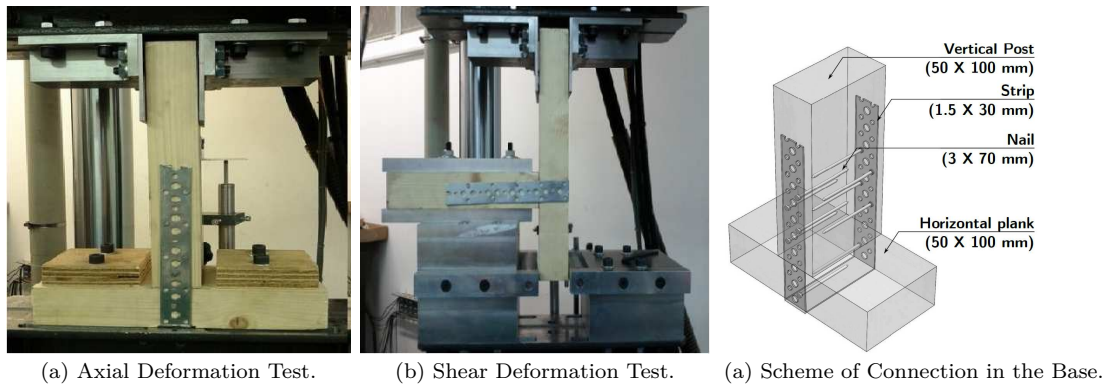 Vertical Post
(50 X 100 mm)
Strip
(1.5 X 30 mm)
Nail
(3 X 70 mm)
Horizontal plank
(50 X 100 mm)
(a) Axial Deformation Test.
(b) Shear Deformation Test.
(a) Scheme of Connection in the Base.